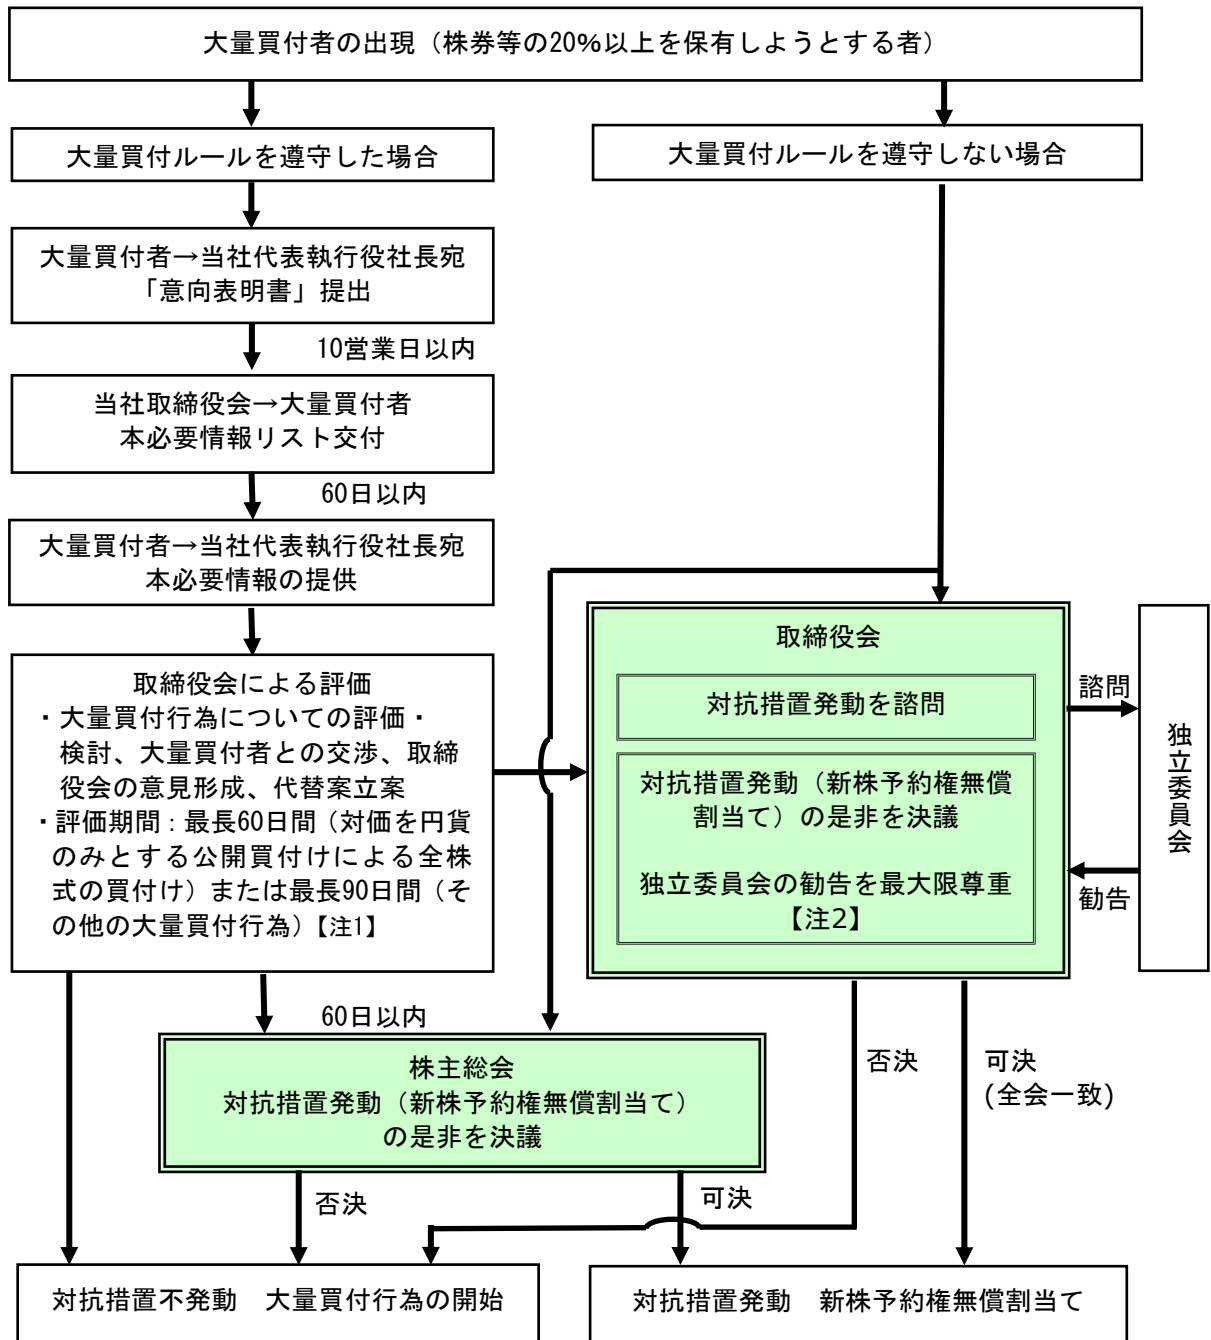 大量買付者の出現（株券等の20%以上を保有しようとする者）
大量買付ルールを遵守した場合
大量買付ルールを遵守しない場合
大量買付者→当社代表執行役社長宛
「意向表明書」提出
10営業日以内
当社取締役会→大量買付者
本必要情報リスト交付
60日以内
大量買付者→当社代表執行役社長宛
本必要情報の提供
取締役会による評価
・大量買付行為についての評価・
検討、大量買付者との交渉、取締
役会の意見形成、代替案立案
・評価期間：最長60日間（対価を円貨
のみとする公開買付けによる全株
式の買付け）または最長90日間（そ
の他の大量買付行為）【注1】
取締役会
対抗措置発動を諮問
対抗措置発動（新株予約権無償
割当て）の是非を決議
独立委員会の勧告を最大限尊重
【注2】
諮問
勧告
独立委員会
60日以内
株主総会
対抗措置発動（新株予約権無償割当て）
の是非を決議
否決
可決
(全会一致)
否決
可決
対抗措置不発動　大量買付行為の開始
対抗措置発動　新株予約権無償割当て